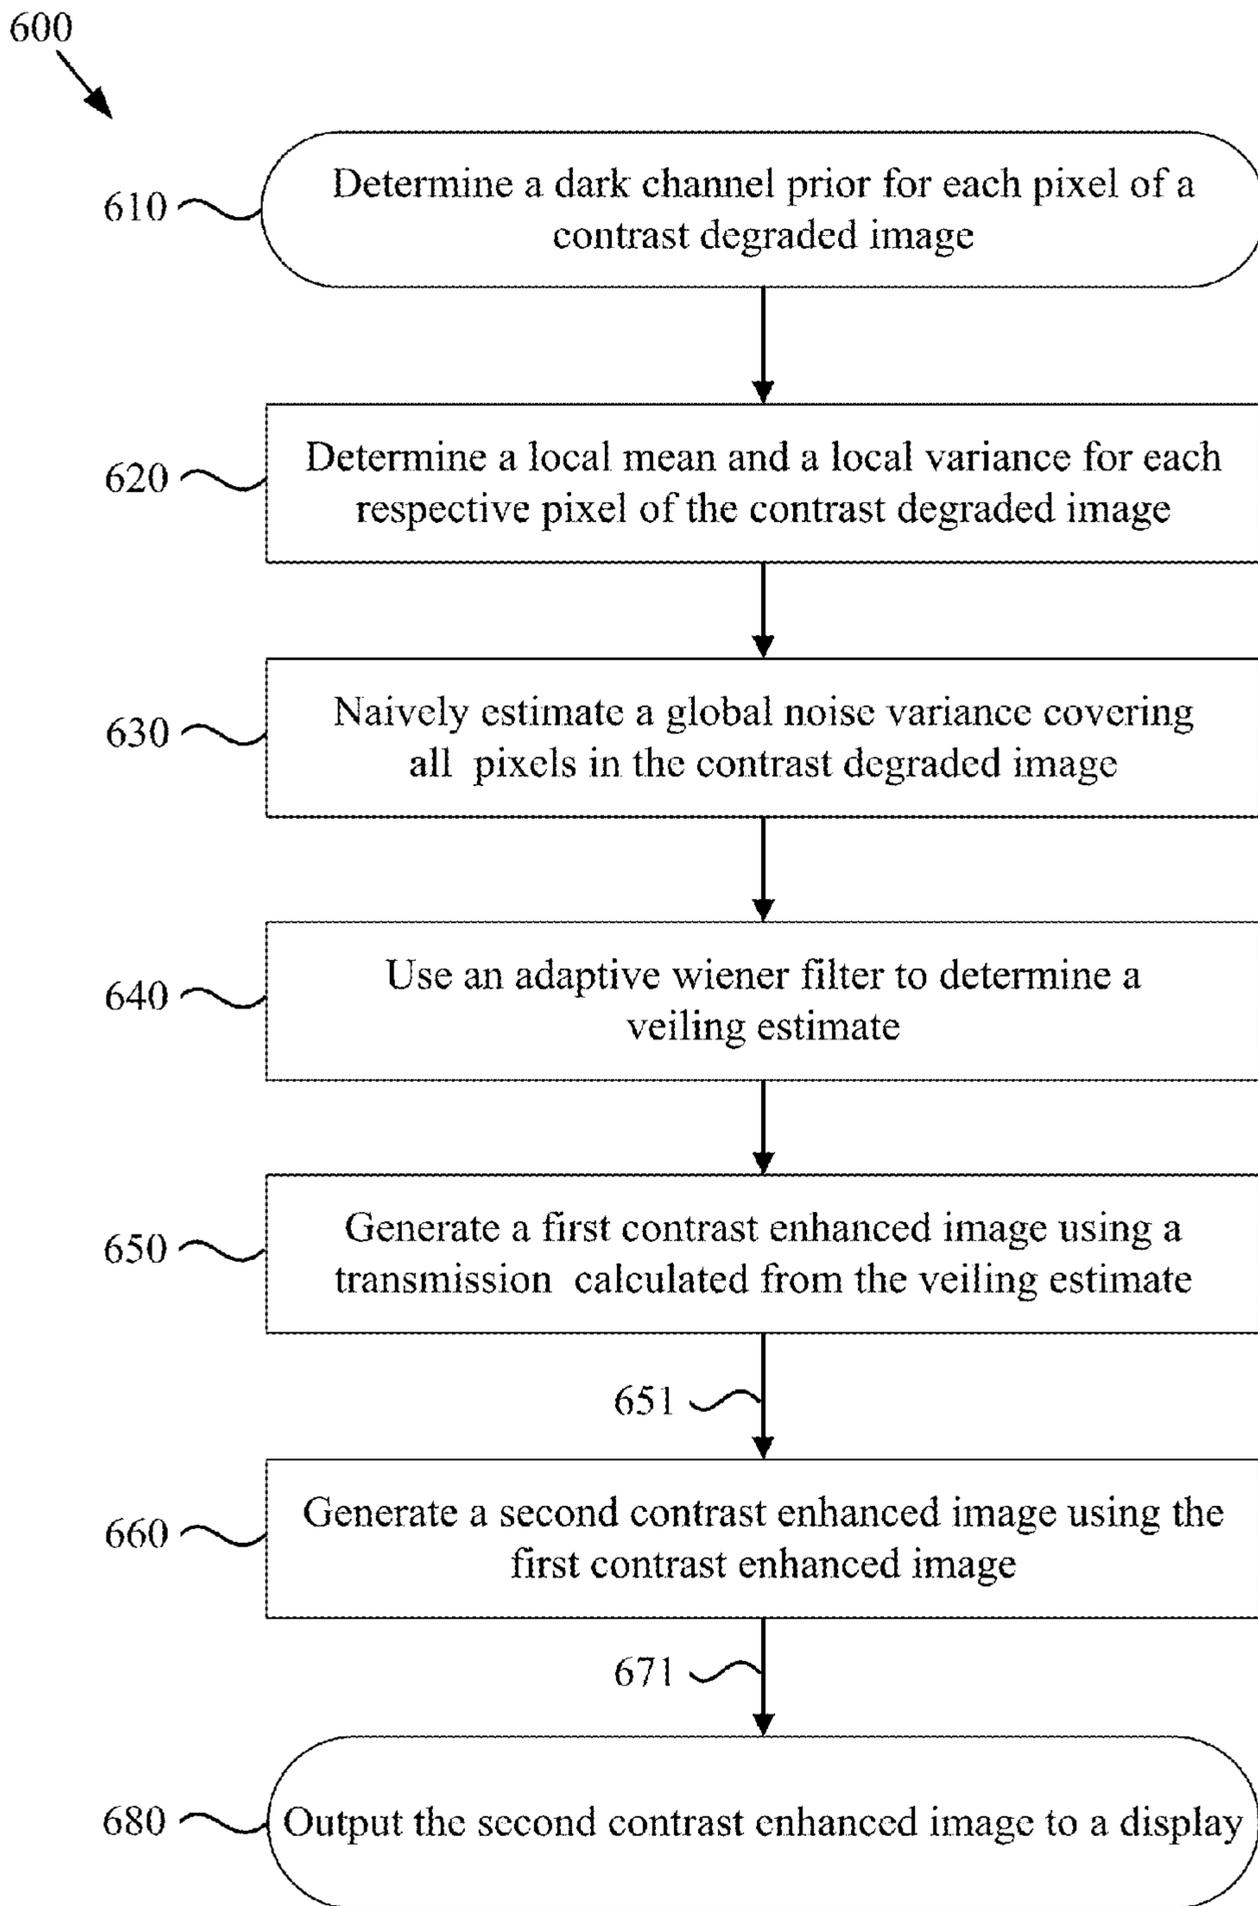 600
610
Determine a dark channel prior for each pixel of a
contrast degraded image
620
Determine a local mean and a local variance for each
respective pixel of the contrast degraded image
630
Naively estimate a global noise variance covering
all pixels in the contrast degraded image
640
Use an adaptive wiener filter to determine a
veiling estimate
650
Generate a first contrast enhanced image using a
transmission calculated from the veiling estimate
651
660
Generate a second contrast enhanced image using the
first contrast enhanced image
671
680
Output the second contrast enhanced image to a display